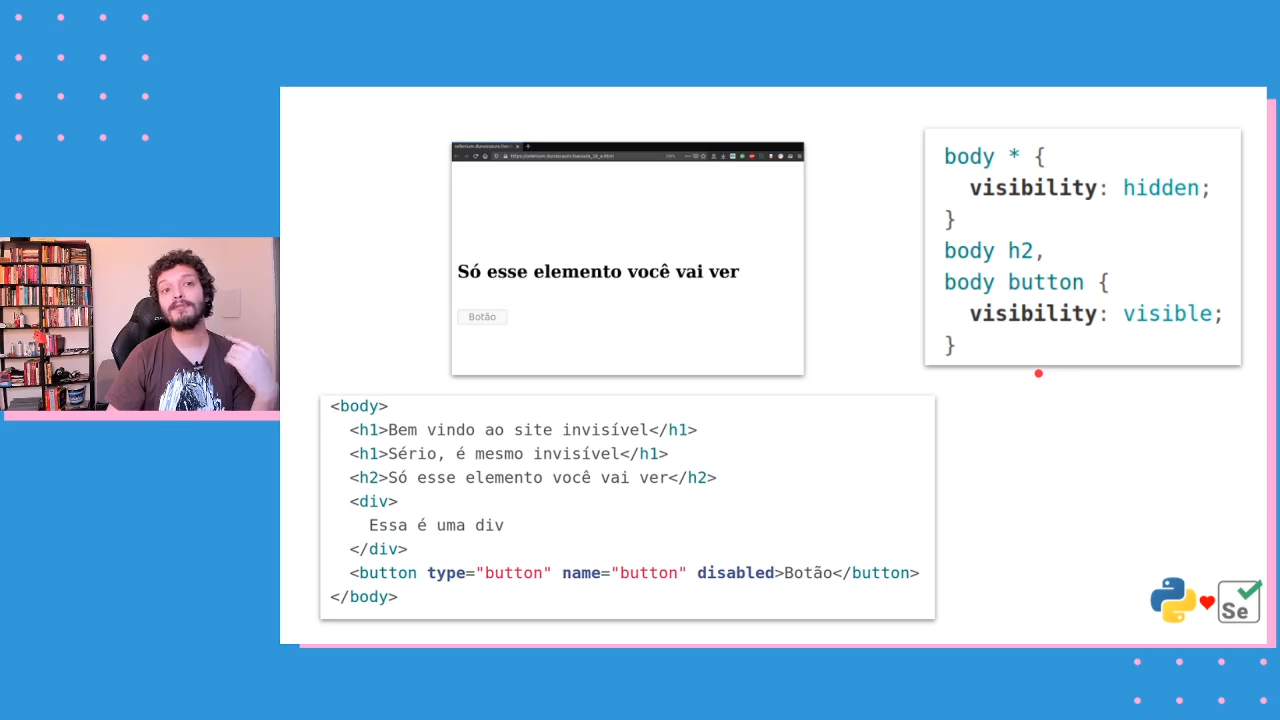 Só esse elemento você vai ver
Botão
body * {
visibility: hidden;
}
body h2,
body button {
visibility: visible;
}
<body>
<h1>Bem vindo ao site invisível</h1>
<h1>Sério, é mesmo invisível</h1>
<h2>Só esse elemento você vai ver</h2>
<div>
Essa é uma div
</div>
<button type="button" name="button" disabled>Botão</button>
</body>
Se